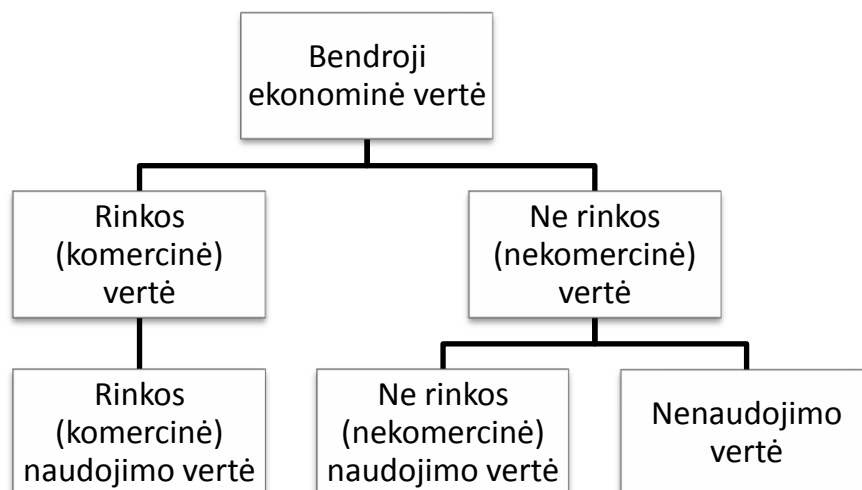 Bendroji
ekonominė vertė
Rinkos
(komercinė)
vertė
Ne rinkos
(nekomercinė)
vertė
Rinkos
(komercinė)
naudojimo vertė
Ne rinkos
(nekomercinė)
naudojimo vertė
Nenaudojimo
vertė